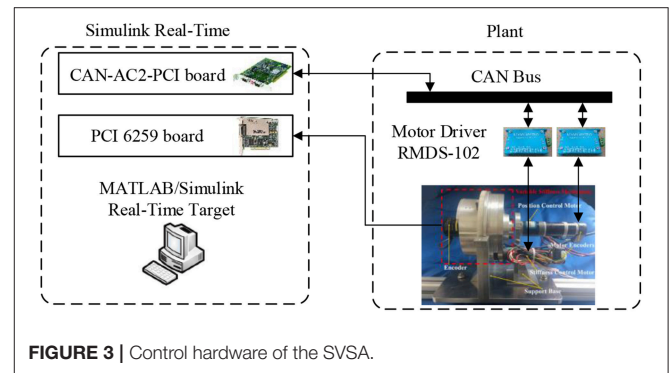 Simulink Real-Time
CAN-AC2-PCI board
PCI 6259 board
MATLAB/Simulink
Real-Time Target
Plant
CAN Bus
Motor Driver
RMDS-102
Variable Stiffness
Position Control Motor
Motor Encoders
Encoder
Stiffness Control Motor
Support Base
FIGURE 3 | Control hardware of the SVSA.